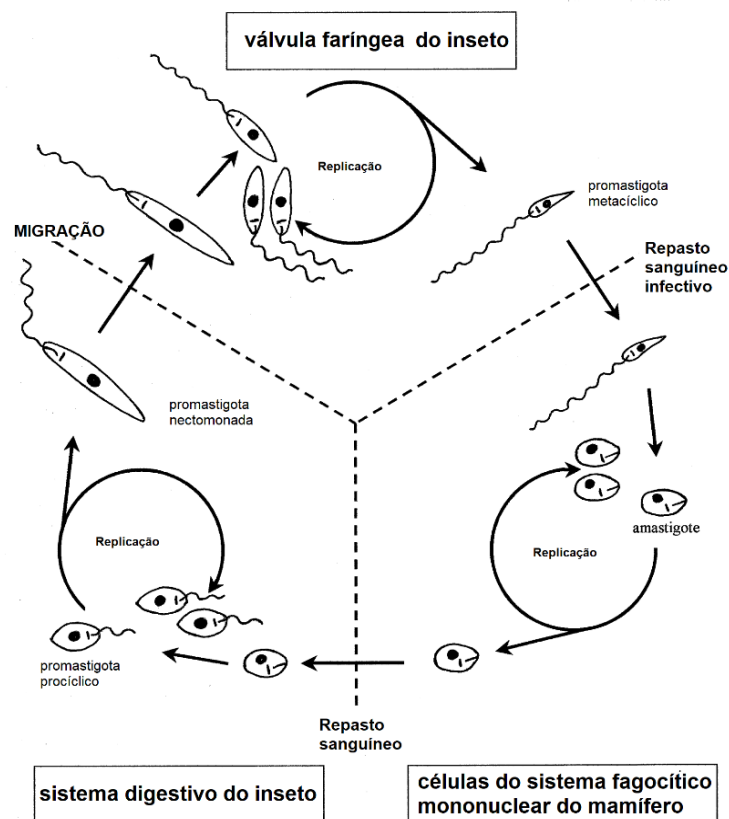 válvula faríngea do inseto
Replicação
promastigota
metacíclico
MIGRAÇÃO
Repasto
sanguíneo
infectivo
promastigota
nectomonada
Replicação
Replicação
amastigote
promastigota
procíclico
Repasto
sanguíneo
sistema digestivo do inseto
células do sistema fagocítico
mononuclear do mamífero